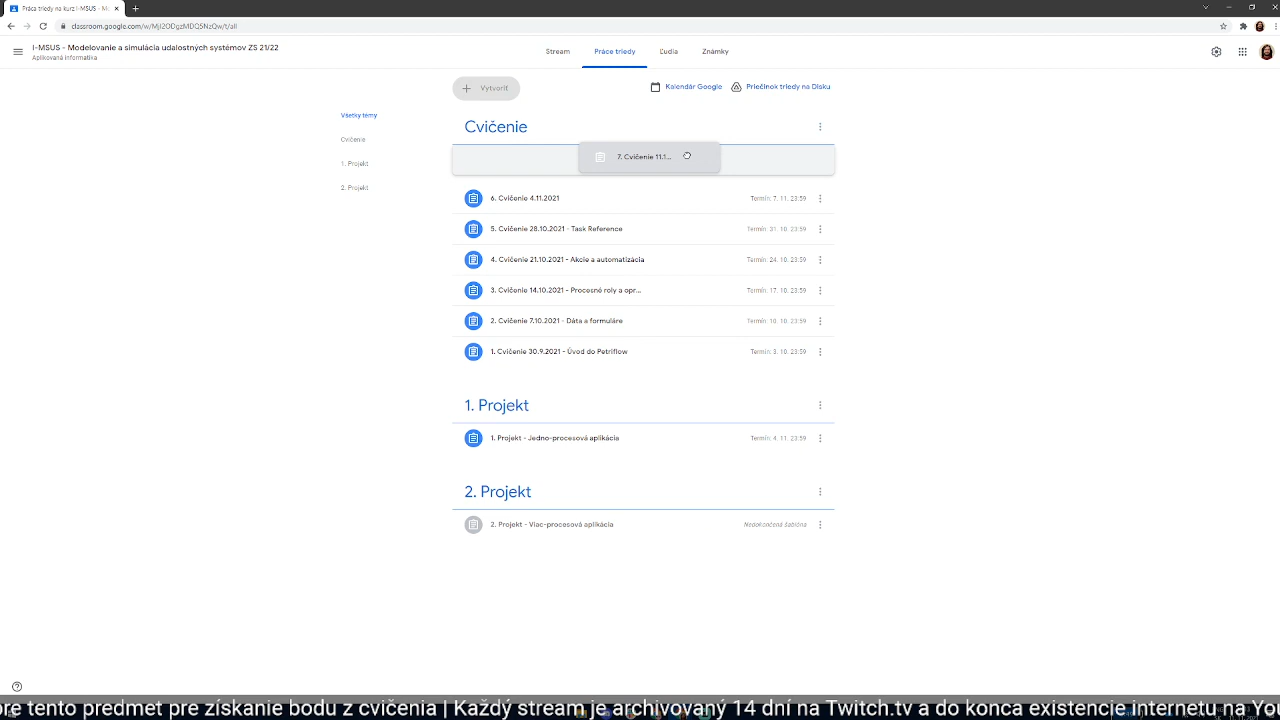 Práca triedy na kurz I-MSUS - Mo
classroom.google.com/w/MjI2ODgzMDQ5NzQw/t/all
I-MSUS - Modelovanie a simulácia udalostných systémov ZS 21/22
Aplikovaná informatika
Stream
Práce triedy
Ľudia
Známky
Vytvoriť
Kalendár Google
Priečinok triedy na Disku
Všetky témy
Cvičenie
1. Projekt
2. Projekt
Cvičenie
7. Cvičenie 11.1...
6. Cvičenie 4.11.2021
Termín: 7. 11. 23:59
5. Cvičenie 28.10.2021 - Task Reference
Termín: 31. 10. 23:59
4. Cvičenie 21.10.2021 - Akcie a automatizácia
Termín: 24. 10. 23:59
3. Cvičenie 14.10.2021 - Procesné roly a opr...
Termín: 17. 10. 23:59
2. Cvičenie 7.10.2021 - Dáta a formuláre
Termín: 10. 10. 23:59
1. Cvičenie 30.9.2021 - Úvod do Petriflow
Termín: 3. 10. 23:59
1. Projekt
1. Projekt - Jedno-procesová aplikácia
Termín: 4. 11. 23:59
2. Projekt
2. Projekt - Viac-procesová aplikácia
Nedokončená šablóna
pre tento predmet pre získanie bodu z cvičenia | Každý stream je archivovaný 14 dní na Twitch.tv a do konca existencie internetu na You